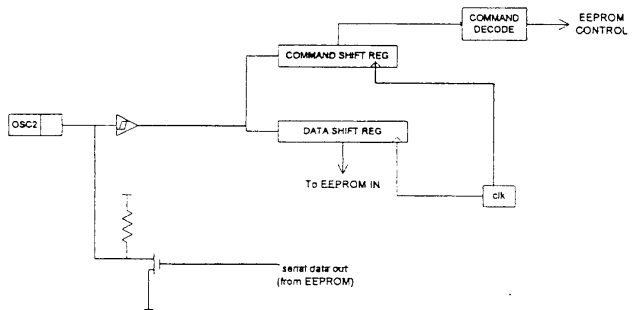 COMMAND
DECODE
EEPROM
CONTROL
COMMAND SHIFT REG
OSC2
DATA SHIFT REG
To EEPROM IN
clk
serial data out
(from EEPROM)